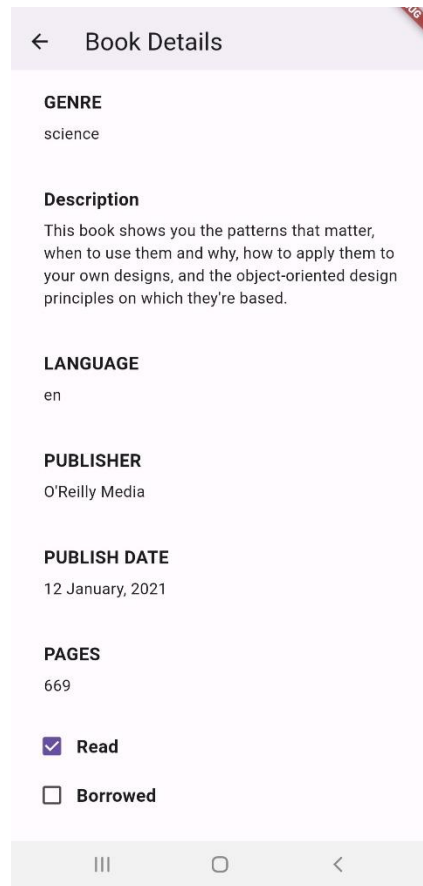 Book Details
GENRE
science
Description
This book shows you the patterns that matter,
when to use them and why, how to apply them to
your own designs, and the object-oriented design
principles on which they're based.
LANGUAGE
en
PUBLISHER
O'Reilly Media
PUBLISH DATE
12 January, 2021
PAGES
669
Read
Borrowed